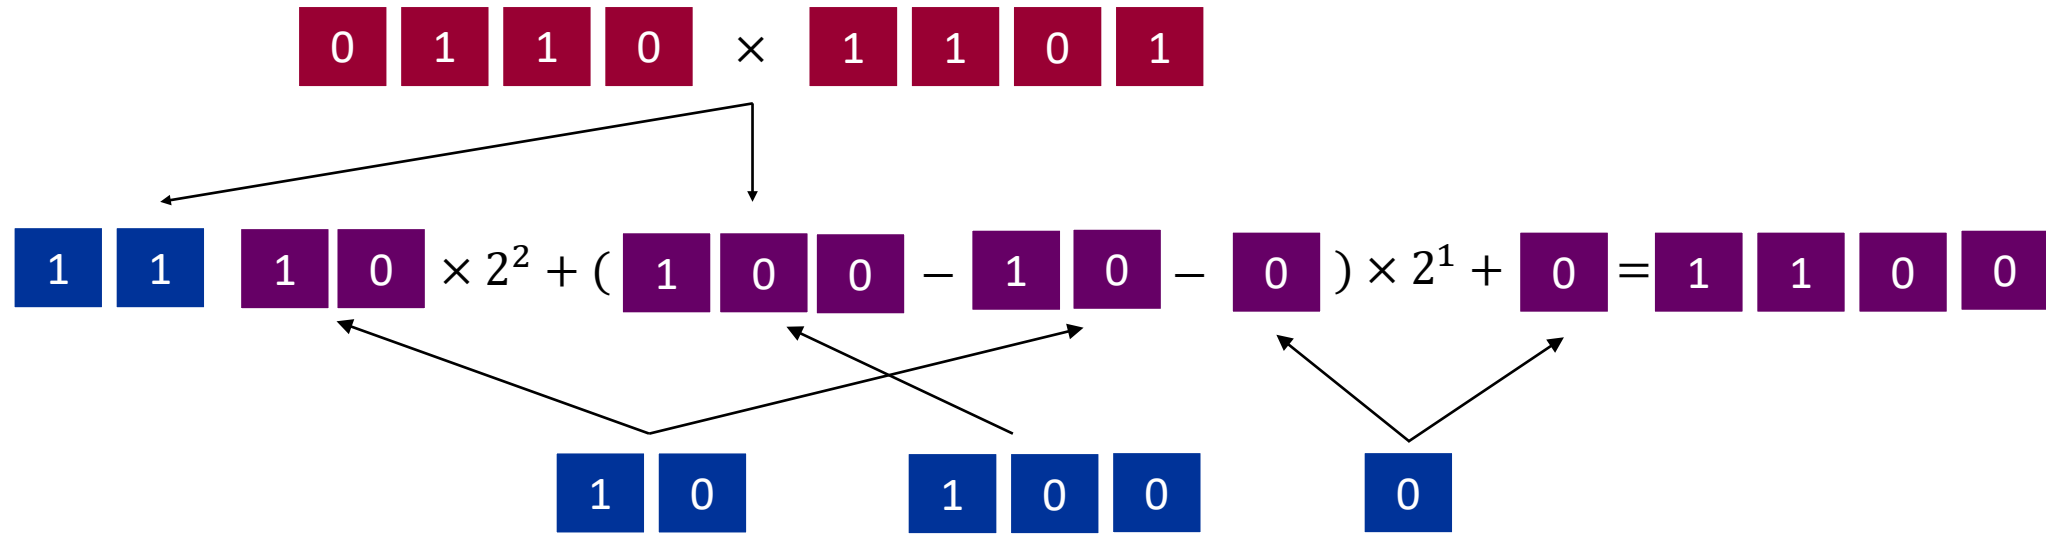 0 1 1 0 × 1 1 0 1
1 1 1 0 × 2² + ( 1 0 0 − 1 0 − 0 ) × 2¹ + 0 = 1 1 0 0
1 0 1 0 0 0